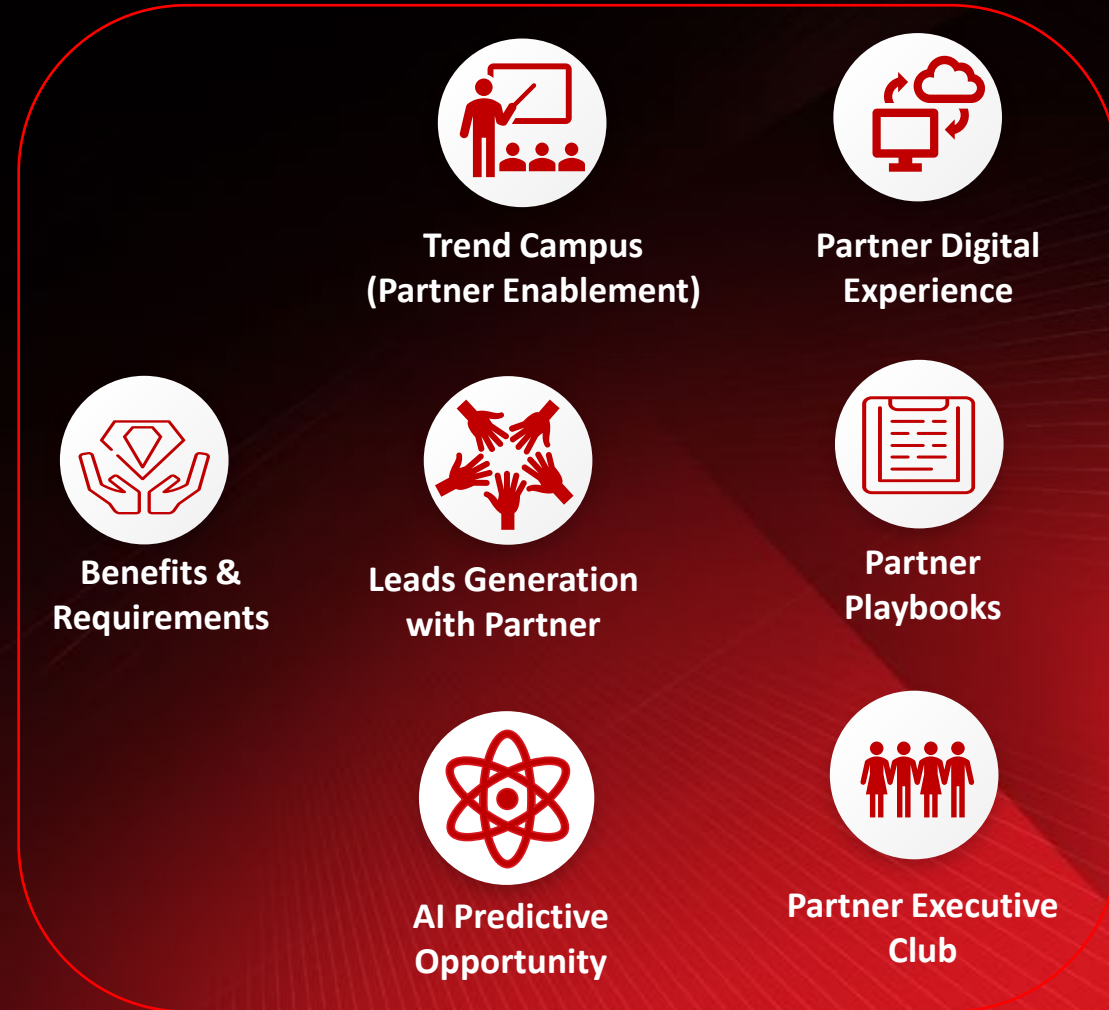 Trend Campus
(Partner Enablement)
Partner Digital
Experience
Benefits &
Requirements
Leads Generation
with Partner
Partner
Playbooks
AI Predictive
Opportunity
Partner Executive
Club